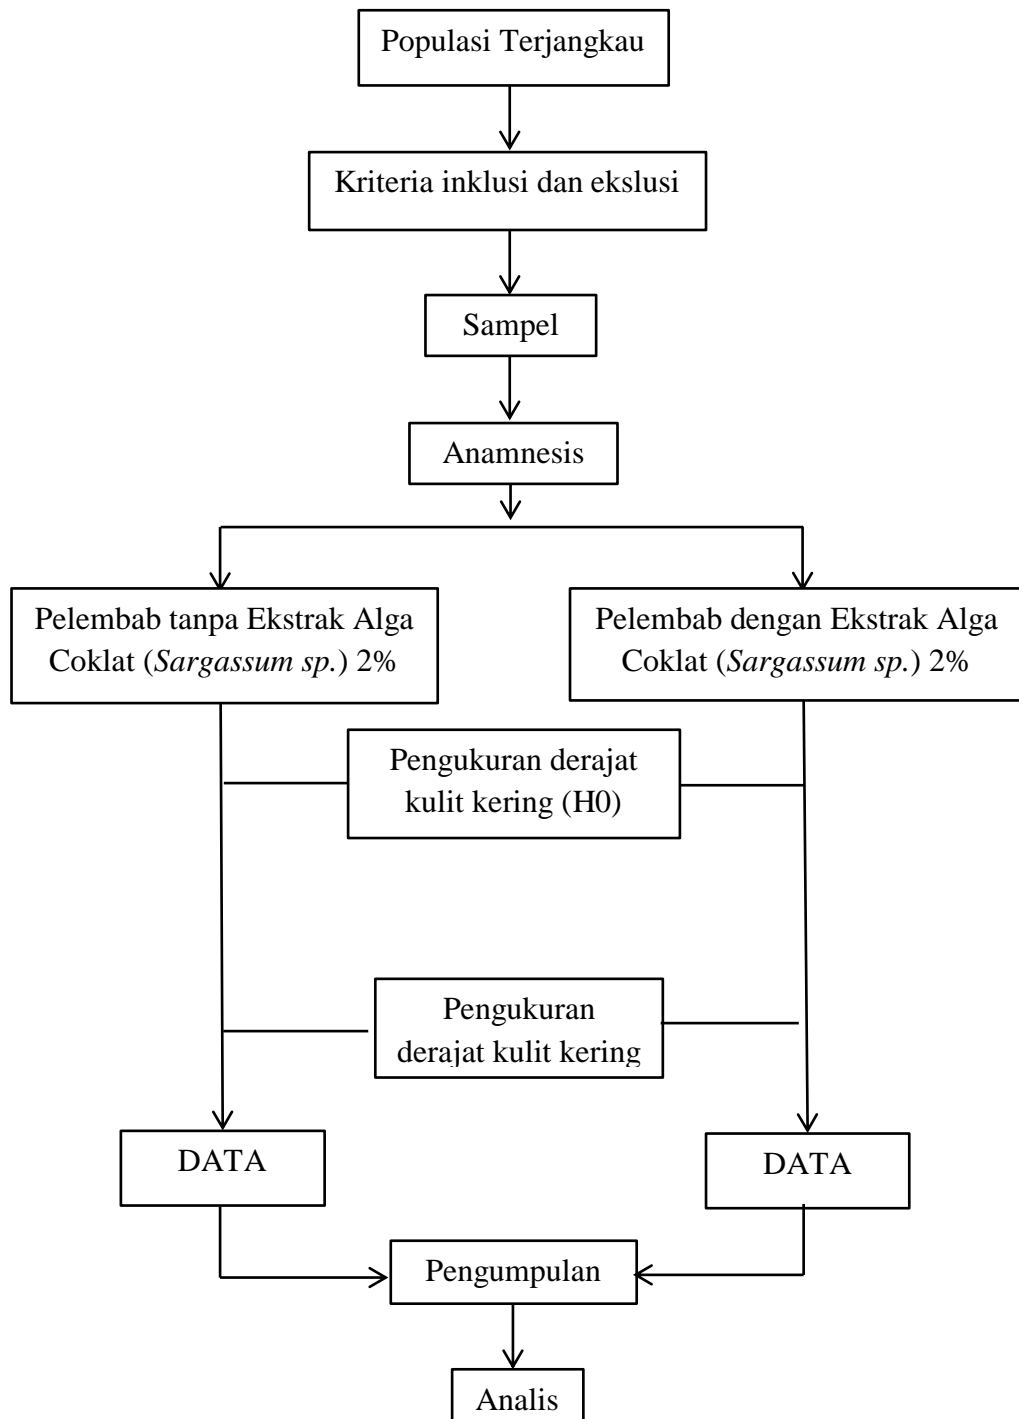 Populasi Terjangkau
Kriteria inklusi dan ekslusi
Sampel
Anamnesis
Pelembab tanpa Ekstrak Alga
Coklat (Sargassum sp.) 2%
Pelembab dengan Ekstrak Alga
Coklat (Sargassum sp.) 2%
Pengukuran derajat
kulit kering (H0)
Pengukuran
derajat kulit kering
DATA
DATA
Pengumpulan
Analis